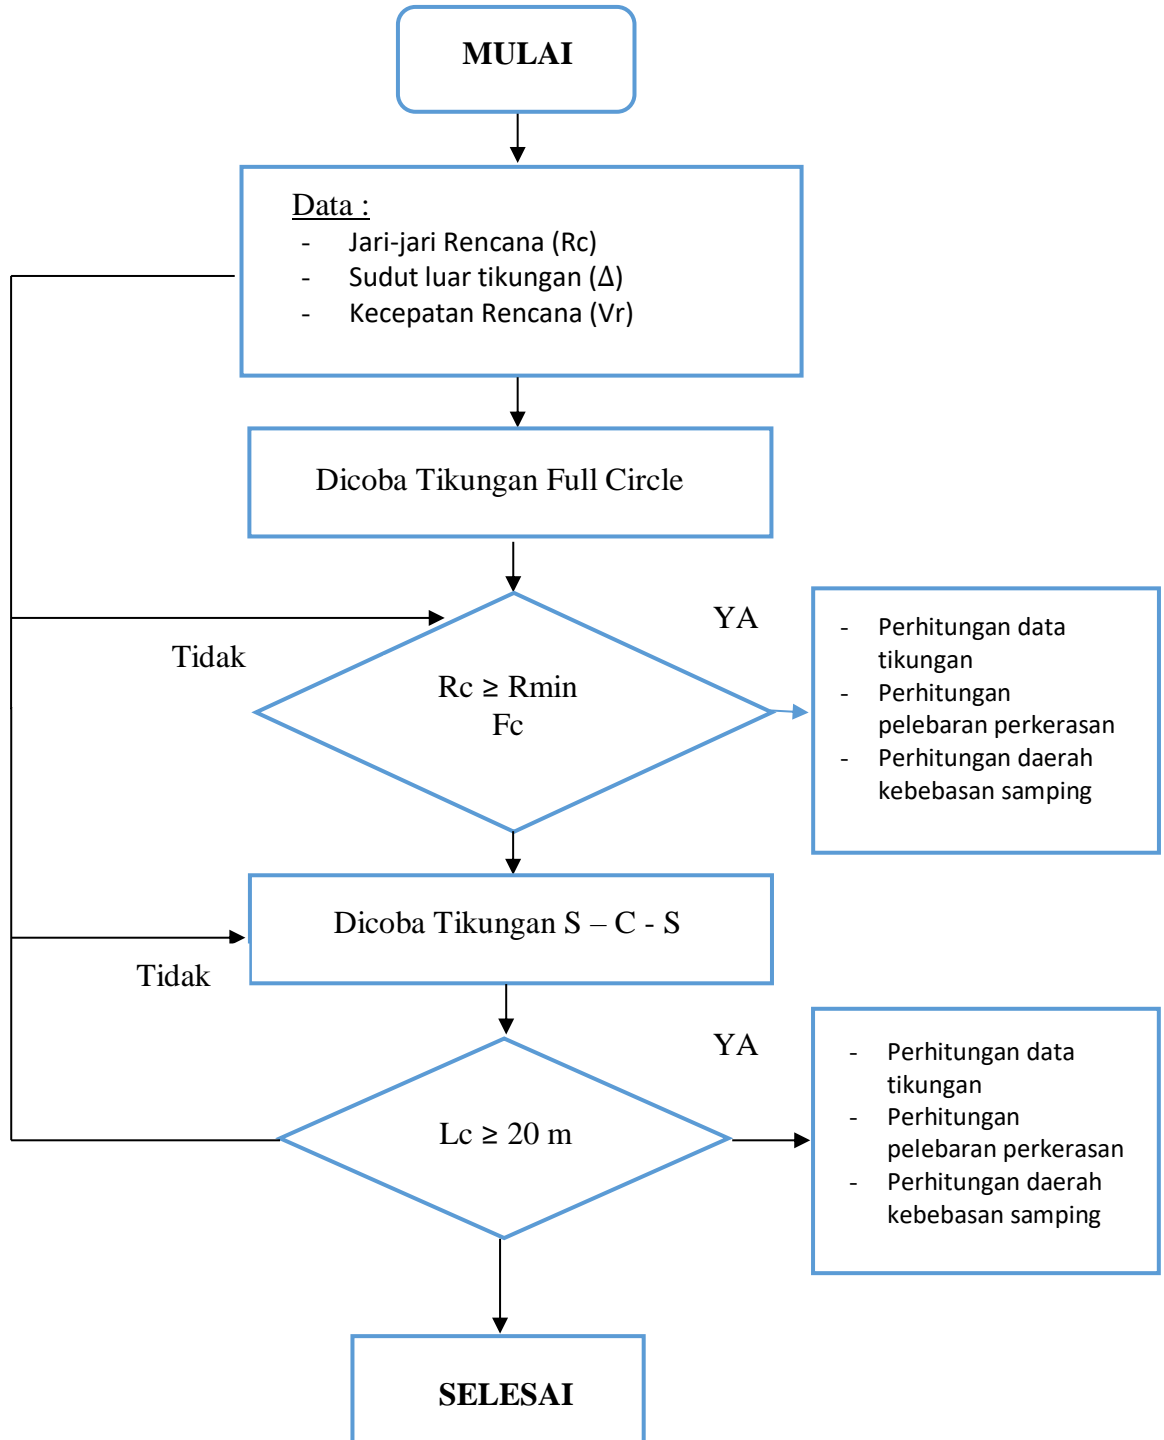 MULAI
Data :
- Jari-jari Rencana (Rc)
- Sudut luar tikungan (Δ)
- Kecepatan Rencana (Vr)
Dicoba Tikungan Full Circle
YA
Tidak
Rc ≥ Rmin
Fc
- Perhitungan data
tikungan
- Perhitungan
pelebaran perkerasan
- Perhitungan daerah
kebebasan samping
Dicoba Tikungan S – C - S
Tidak
YA
Lc ≥ 20 m
- Perhitungan data
tikungan
- Perhitungan
pelebaran perkerasan
- Perhitungan daerah
kebebasan samping
SELESAI